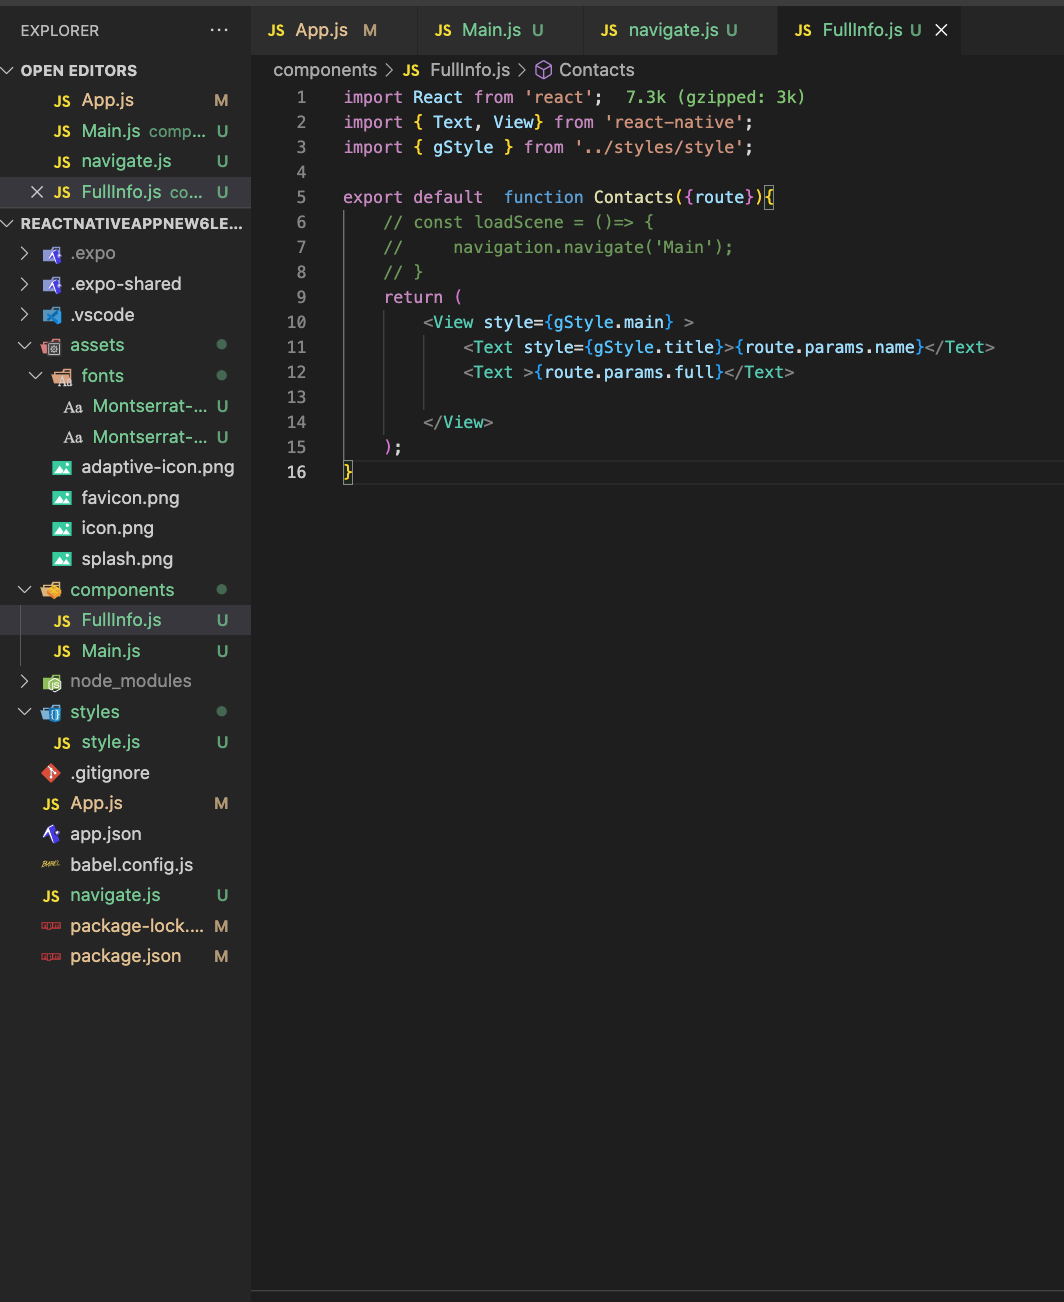 EXPLORER ...
OPEN EDITORS
JS App.js M
JS Main.js comp... U
JS navigate.js U
JS FullInfo.js co... U
REACTNATIVEAPPNEW6LE...
.expo
.expo-shared
.vscode
assets
fonts
Aa Montserrat-... U
Aa Montserrat-... U
adaptive-icon.png
favicon.png
icon.png
splash.png
components
JS FullInfo.js U
JS Main.js U
node_modules
styles
JS style.js U
.gitignore
JS App.js M
app.json
BABEL babel.config.js
JS navigate.js U
package-lock.... M
package.json M
JS App.js M
JS Main.js U
JS navigate.js U
JS FullInfo.js U
components > JS FullInfo.js > Contacts
1 import React from 'react'; 7.3k (gzipped: 3k)
2 import { Text, View} from 'react-native';
3 import { gStyle } from '../styles/style';
4
5 export default  function Contacts({route}){
6     // const loadScene = ()=> {
7     //     navigation.navigate('Main');
8     // }
9     return (
10         <View style={gStyle.main} >
11             <Text style={gStyle.title}>{route.params.name}</Text>
12             <Text >{route.params.full}</Text>
13
14         </View>
15     );
16 }